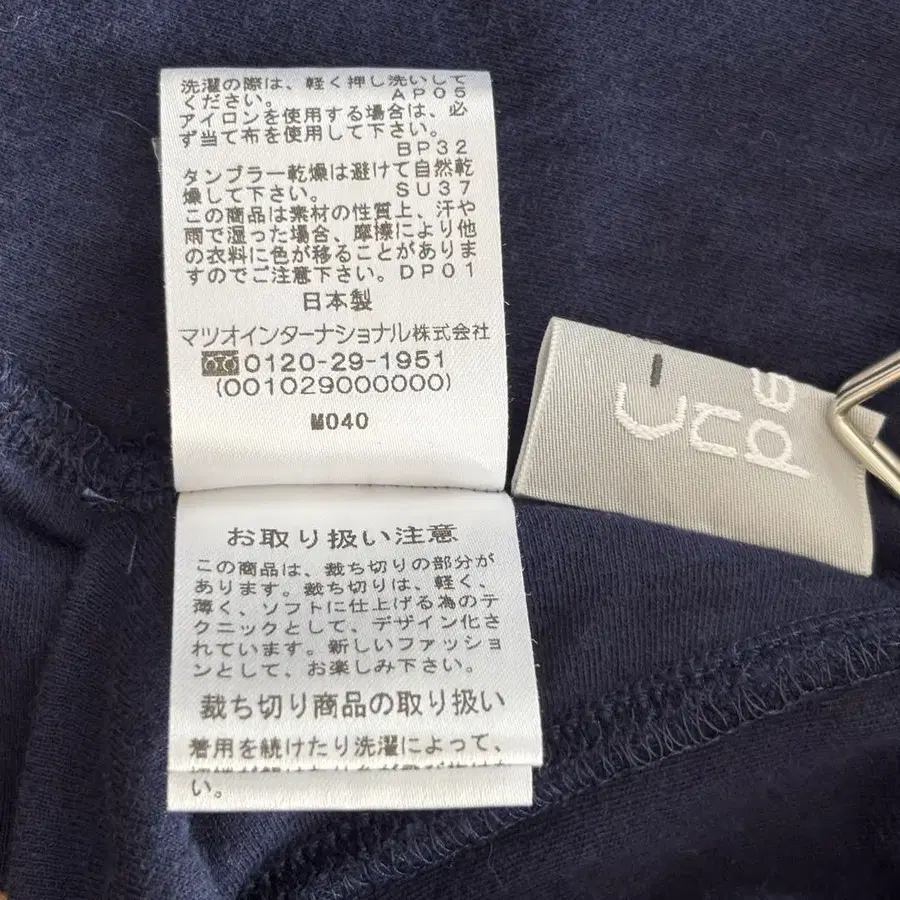 洗濯の際は、軽く押し洗いして
ください。 AP05
アイロンを使用する場合は、必
ず当て布を使用して下さい。
BP32
タンブラー乾燥は避けて自然乾
燥して下さい。 SU37
この商品は素材の性質上、汗や
雨で湿った場合、摩擦により他
の衣料に色が移ることがありま
すのでご注意下さい。DP01
日本製
マツオインターナショナル株式会社
0120-29-1951
(001029000000)
M040
お取り扱い注意
この商品は、裁ち切りの部分が
あります。裁ち切りは、軽く、
薄く、ソフトに仕上げる為のテ
クニックとして、デザイン化さ
れています。新しいファッショ
ンとして、お楽しみ下さい。
裁ち切り商品の取り扱い
着用を続けたり洗濯によって、
い。